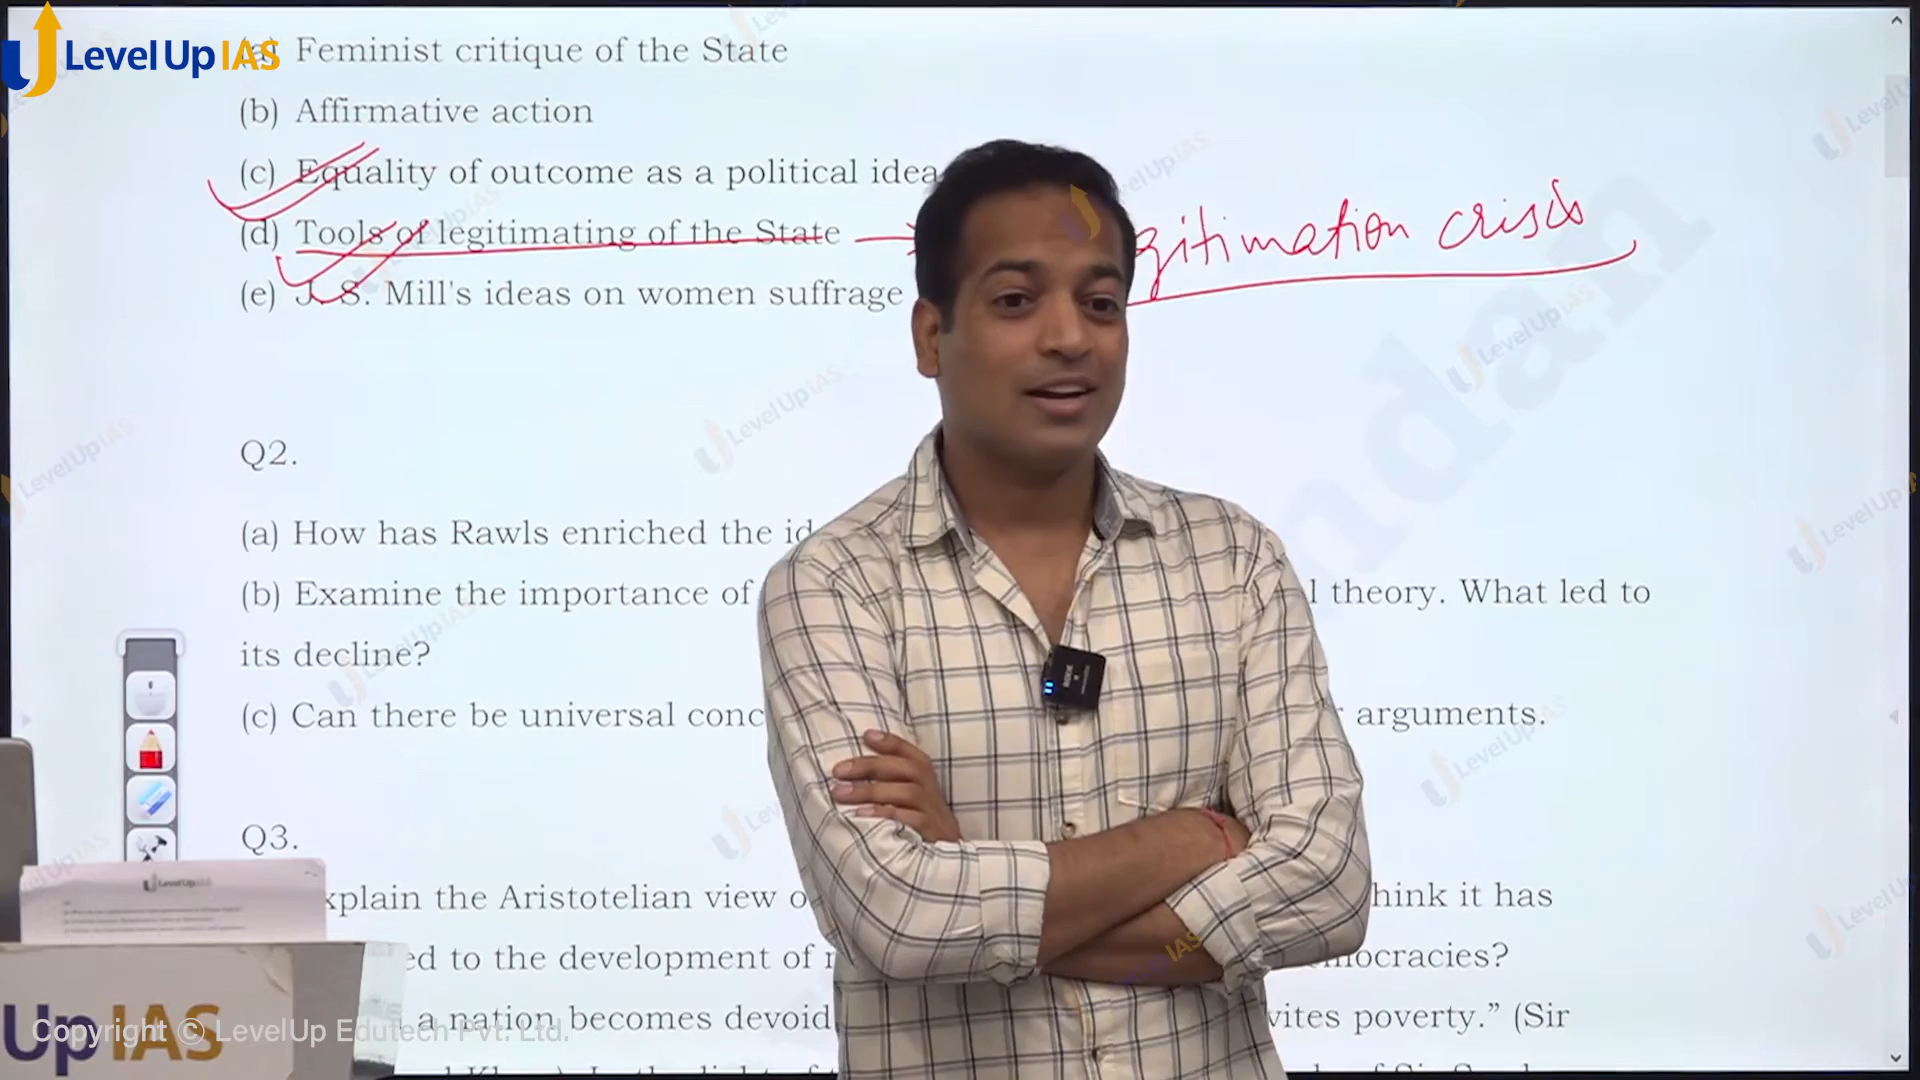 LevelUp IAS
(a) Feminist critique of the State
(b) Affirmative action
(c) Equality of outcome as a political idea
(d) Tools of legitimating of the State
gitimation crisis
(e) J. S. Mill's ideas on women suffrage
Q2.
(a) How has Rawls enriched the id
(b) Examine the importance of l theory. What led to
its decline?
(c) Can there be universal conc arguments.
Q3.
xplain the Aristotelian view o hink it has
ed to the development of mocracies?
a nation becomes devoid vites poverty.” (Sir
LevelUp IAS
Up IAS
Copyright © LevelUp Edutech Pvt. Ltd.